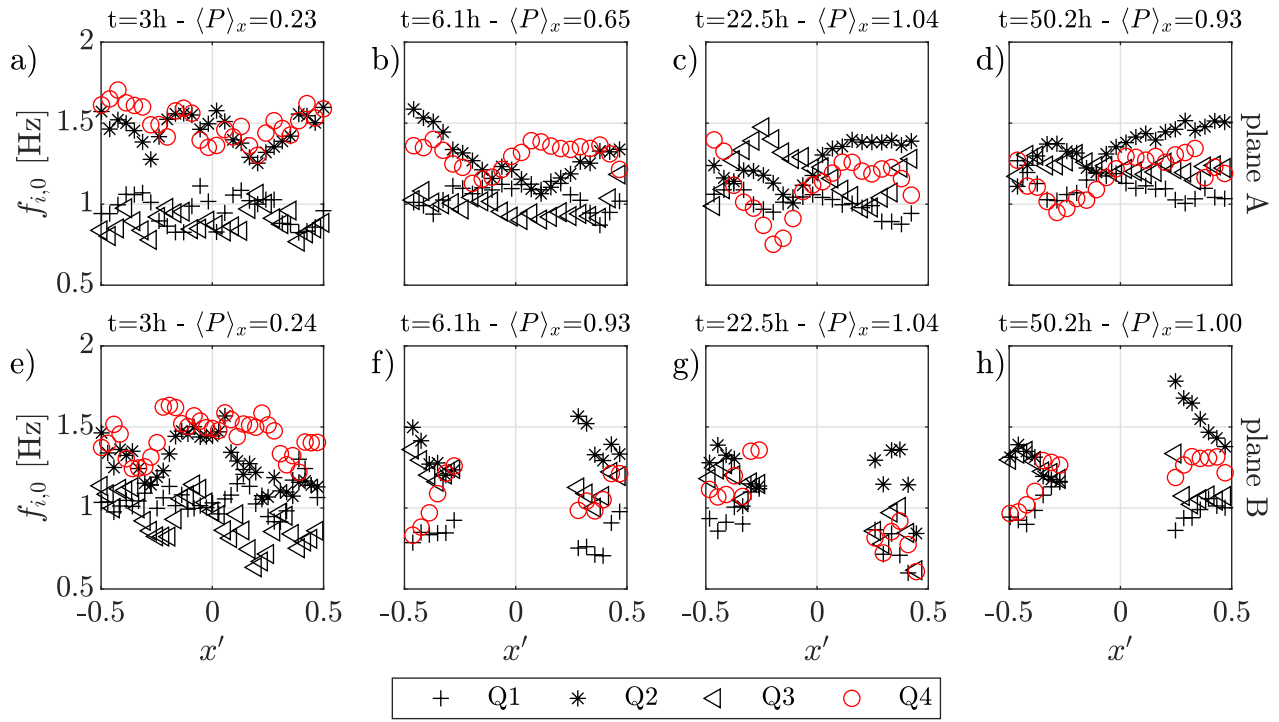 t=3h - ⟨P⟩x=0.23
t=6.1h - ⟨P⟩x=0.65
t=22.5h - ⟨P⟩x=1.04
t=50.2h - ⟨P⟩x=0.93
a)
b)
c)
d)
2
1.5
1
0.5
fi,0 [Hz]
plane A
t=3h - ⟨P⟩x=0.24
t=6.1h - ⟨P⟩x=0.93
t=22.5h - ⟨P⟩x=1.04
t=50.2h - ⟨P⟩x=1.00
e)
f)
g)
h)
2
1.5
1
0.5
fi,0 [Hz]
plane B
-0.5 0 0.5
-0.5 0 0.5
-0.5 0 0.5
-0.5 0 0.5
x′
x′
x′
x′
Q1 Q2 Q3 Q4